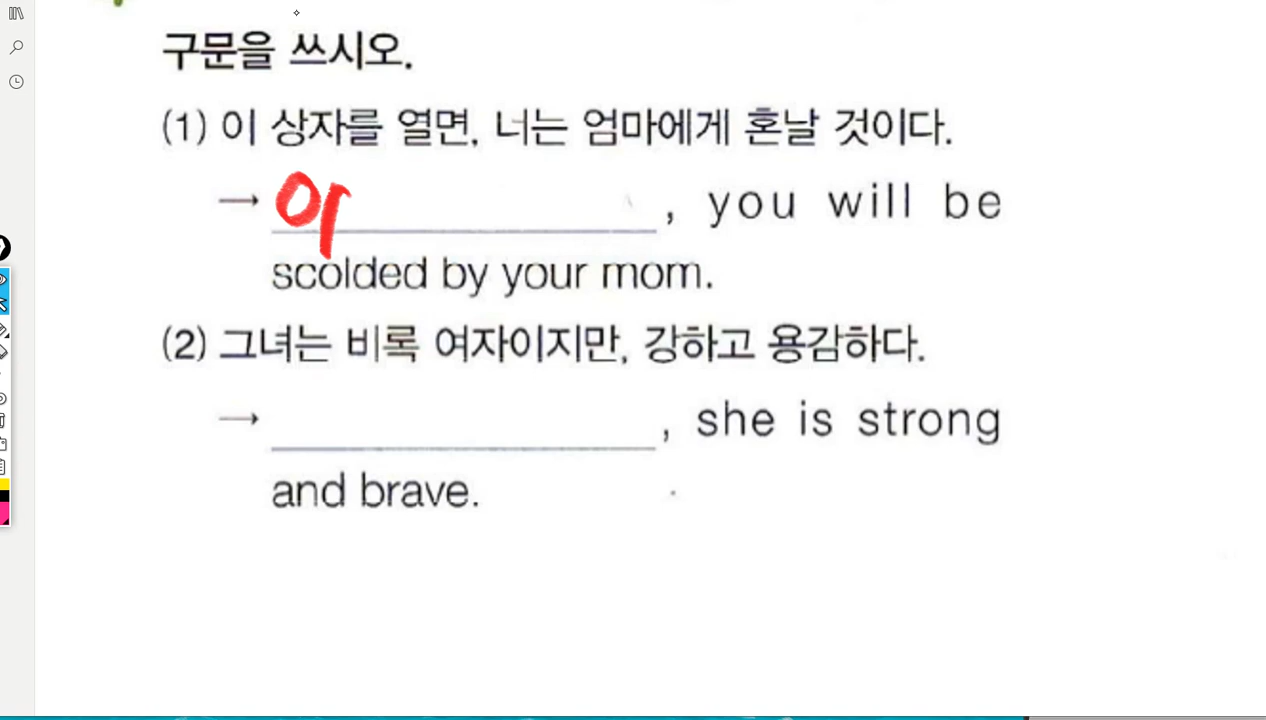 구문을 쓰시오.
(1) 이 상자를 열면, 너는 엄마에게 혼날 것이다.
→ , you will be
scolded by your mom.
(2) 그녀는 비록 여자이지만, 강하고 용감하다.
→ , she is strong
and brave.